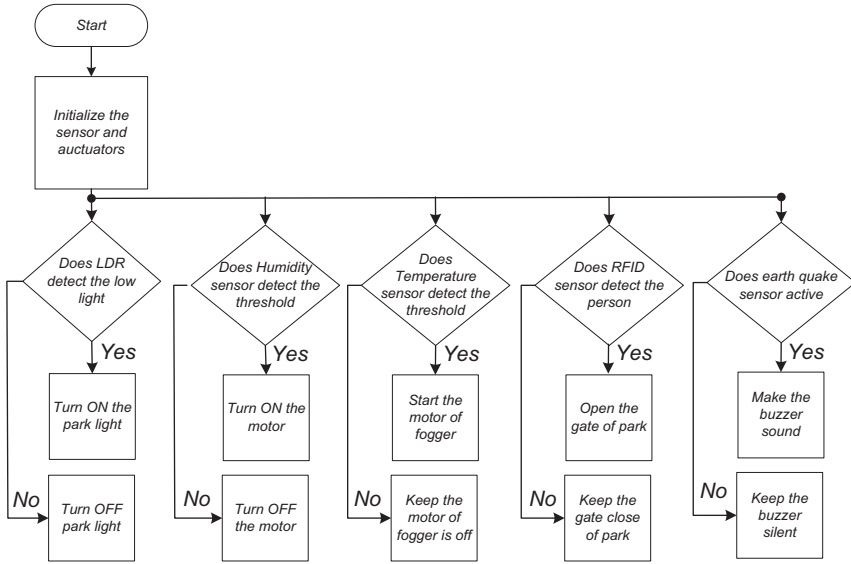 Start
Initialize the
sensor and
auctuators
Does LDR
detect the low
light
Yes
Turn ON the
park light
No
Turn OFF
park light
Does Humidity
sensor detect the
threshold
Yes
Turn ON the
motor
No
Turn OFF
the motor
Does
Temperature
sensor detect the
threshold
Yes
Start the
motor of
fogger
No
Keep the
motor of
fogger is off
Does RFID
sensor detect the
person
Yes
Open the
gate of park
No
Keep the
gate close
of park
Does earth quake
sensor active
Yes
Make the
buzzer
sound
No
Keep the
buzzer
silent